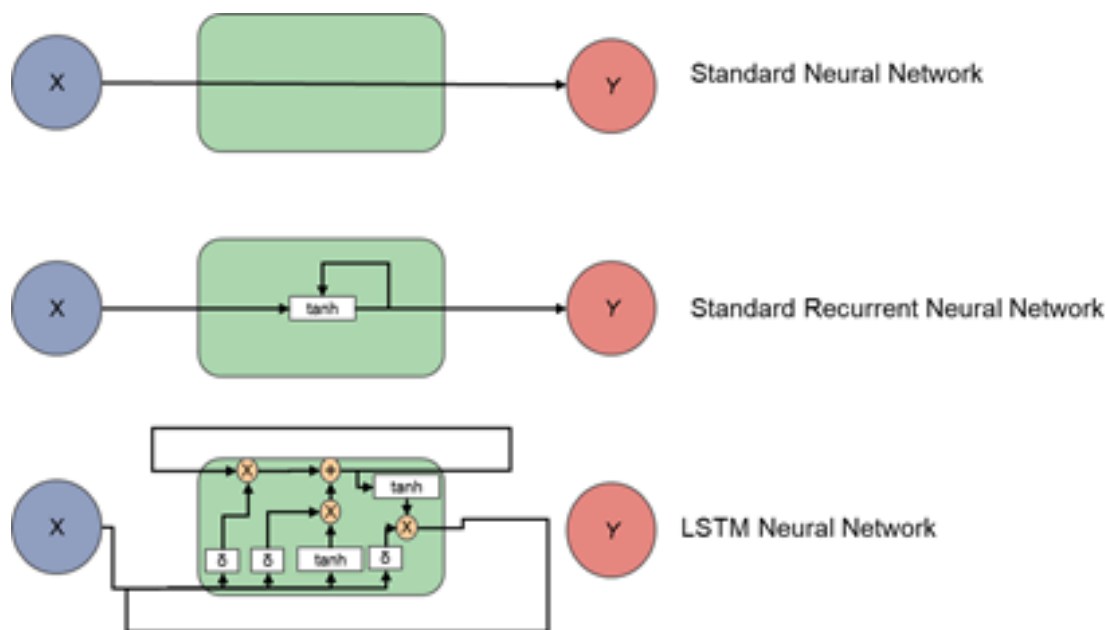 X
Y
Standard Neural Network
X
tanh
Y
Standard Recurrent Neural Network
X
X
+
tanh
X
X
δ
δ
tanh
δ
Y
LSTM Neural Network